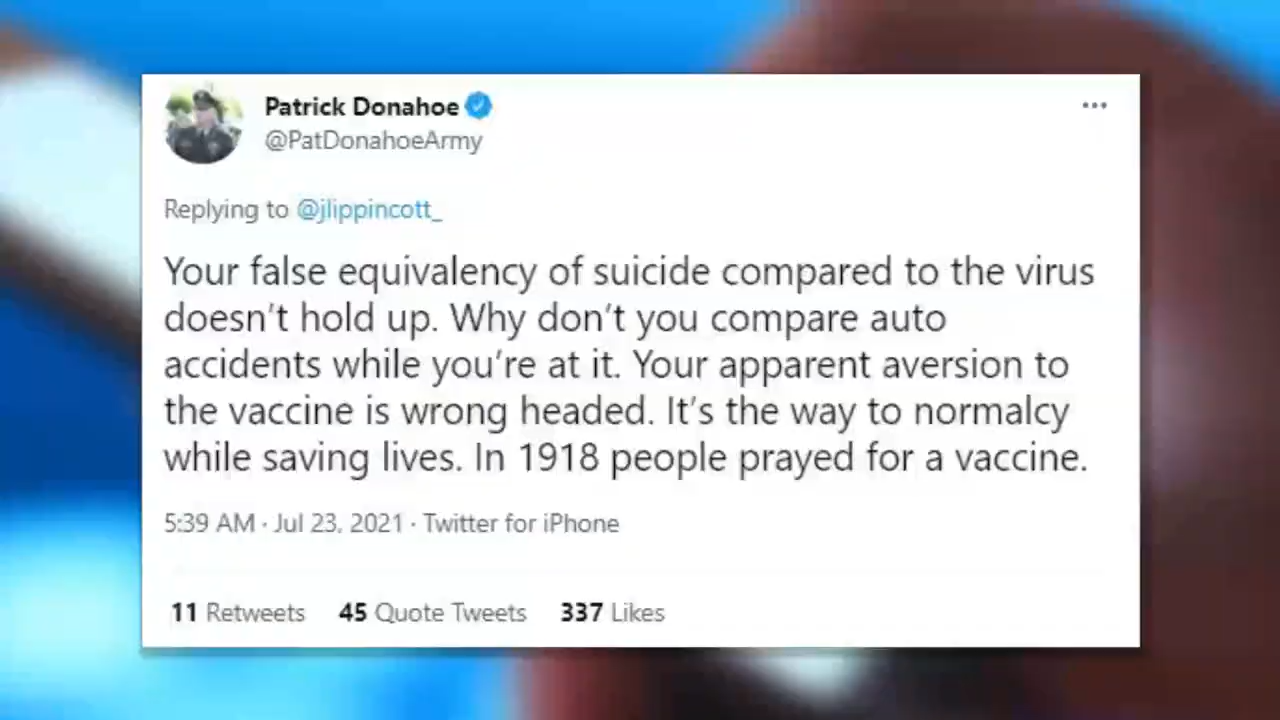 Patrick Donahoe
@PatDonahoeArmy
Replying to @jlippincott_
Your false equivalency of suicide compared to the virus
doesn't hold up. Why don't you compare auto
accidents while you're at it. Your apparent aversion to
the vaccine is wrong headed. It's the way to normalcy
while saving lives. In 1918 people prayed for a vaccine.
5:39 AM · Jul 23, 2021 · Twitter for iPhone
11 Retweets 45 Quote Tweets 337 Likes